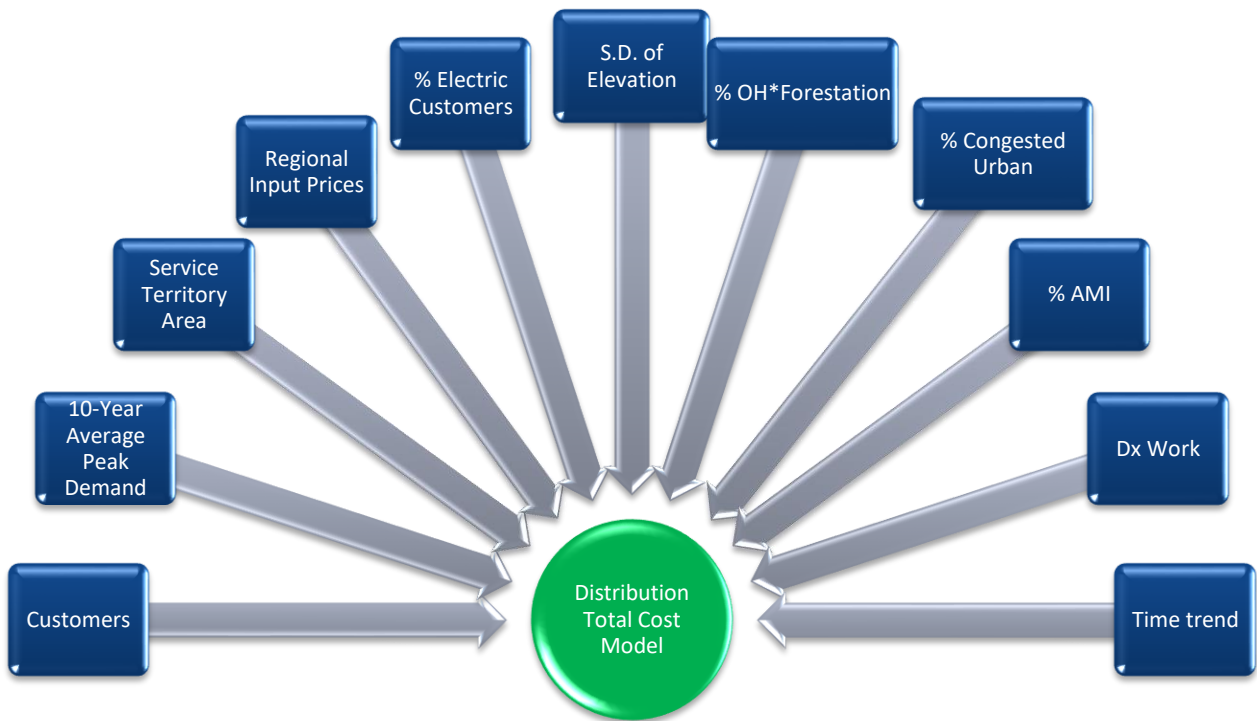 Customers
10-Year
Average
Peak
Demand
Service
Territory
Area
Regional
Input Prices
% Electric
Customers
S.D. of
Elevation
% OH*Forestation
% Congested
Urban
% AMI
Dx Work
Time trend
Distribution
Total Cost
Model